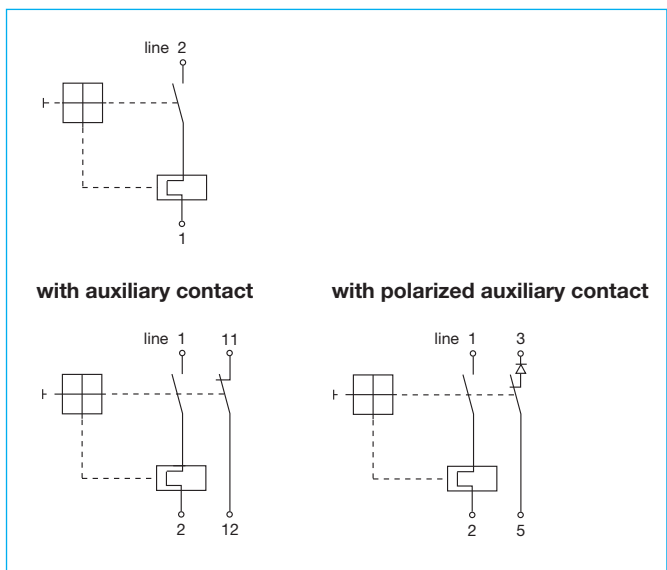 line 2
1
with auxiliary contact
with polarized auxiliary contact
line 1 11
2 12
line 1 3
2 5